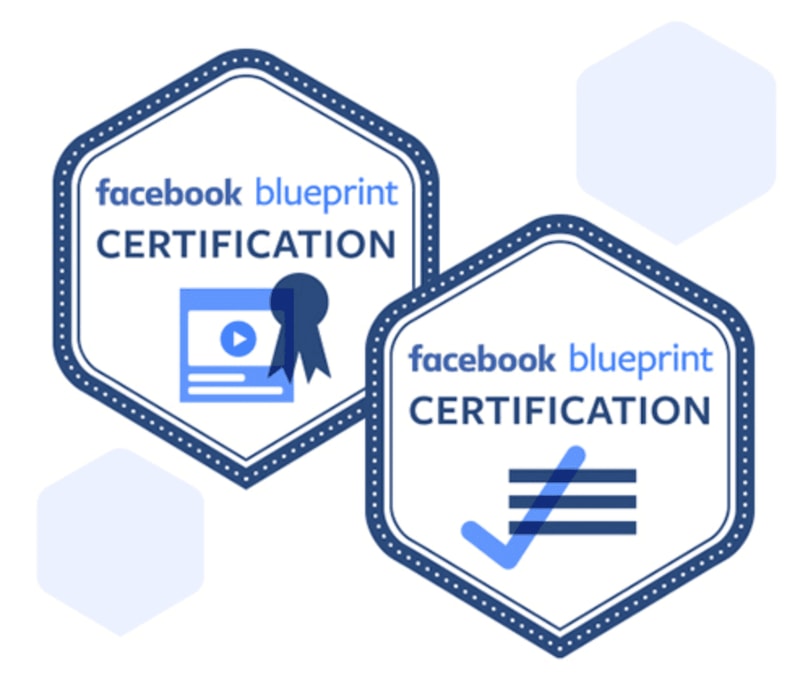 facebook blueprint
CERTIFICATION
facebook blueprint
CERTIFICATION